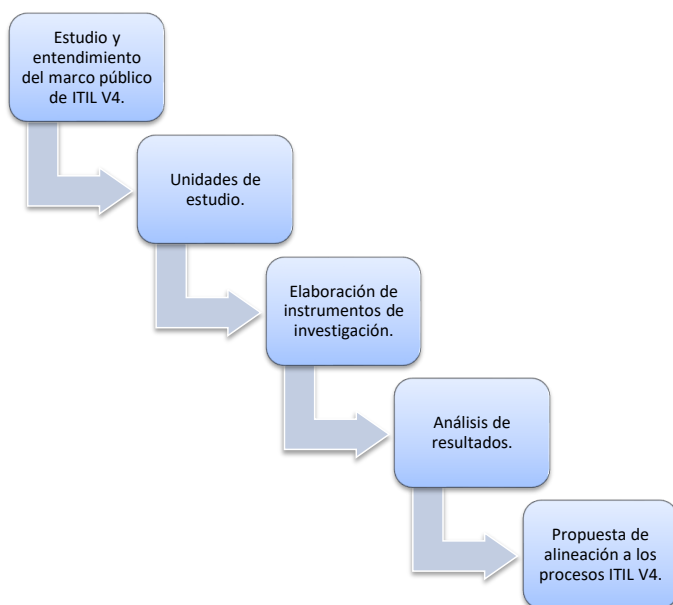 Estudio y
entendimiento
del marco público
de ITIL V4.
Unidades de
estudio.
Elaboración de
instrumentos de
investigación.
Análisis de
resultados.
Propuesta de
alineación a los
procesos ITIL V4.